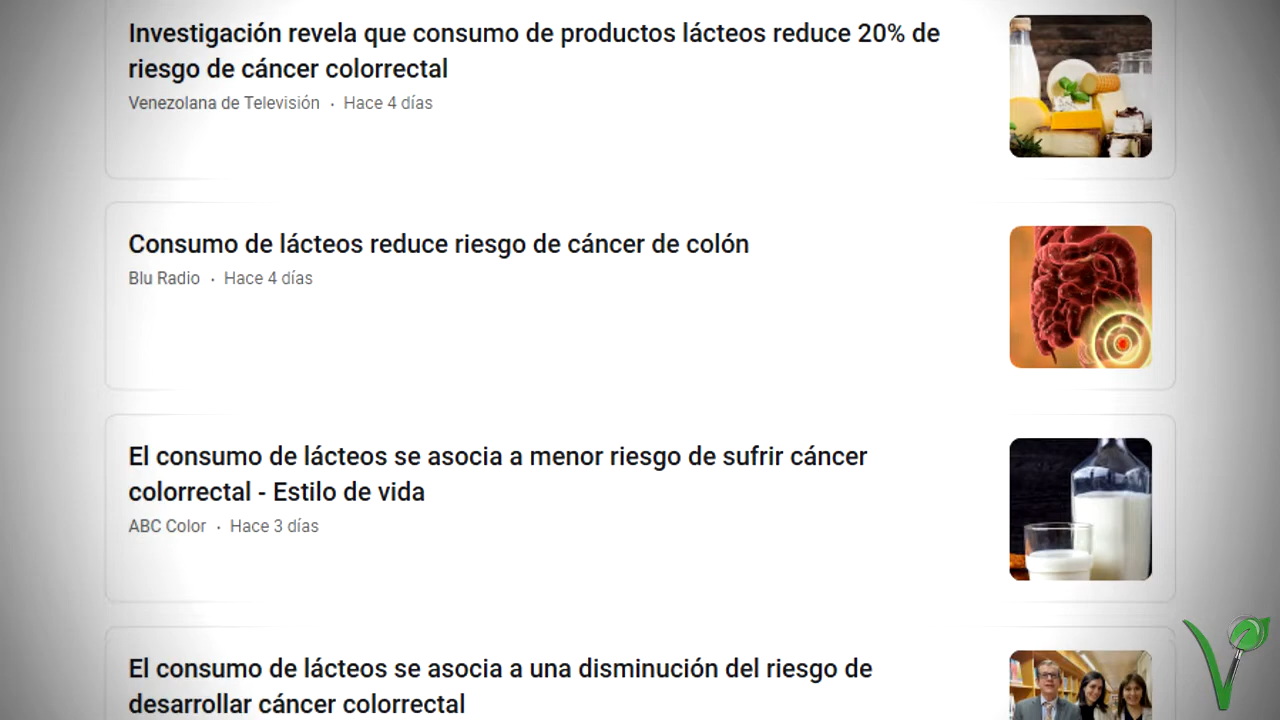 Investigación revela que consumo de productos lácteos reduce 20% de
riesgo de cáncer colorrectal
Venezolana de Televisión · Hace 4 días
Consumo de lácteos reduce riesgo de cáncer de colón
Blu Radio · Hace 4 días
El consumo de lácteos se asocia a menor riesgo de sufrir cáncer
colorrectal - Estilo de vida
ABC Color · Hace 3 días
El consumo de lácteos se asocia a una disminución del riesgo de
desarrollar cáncer colorrectal